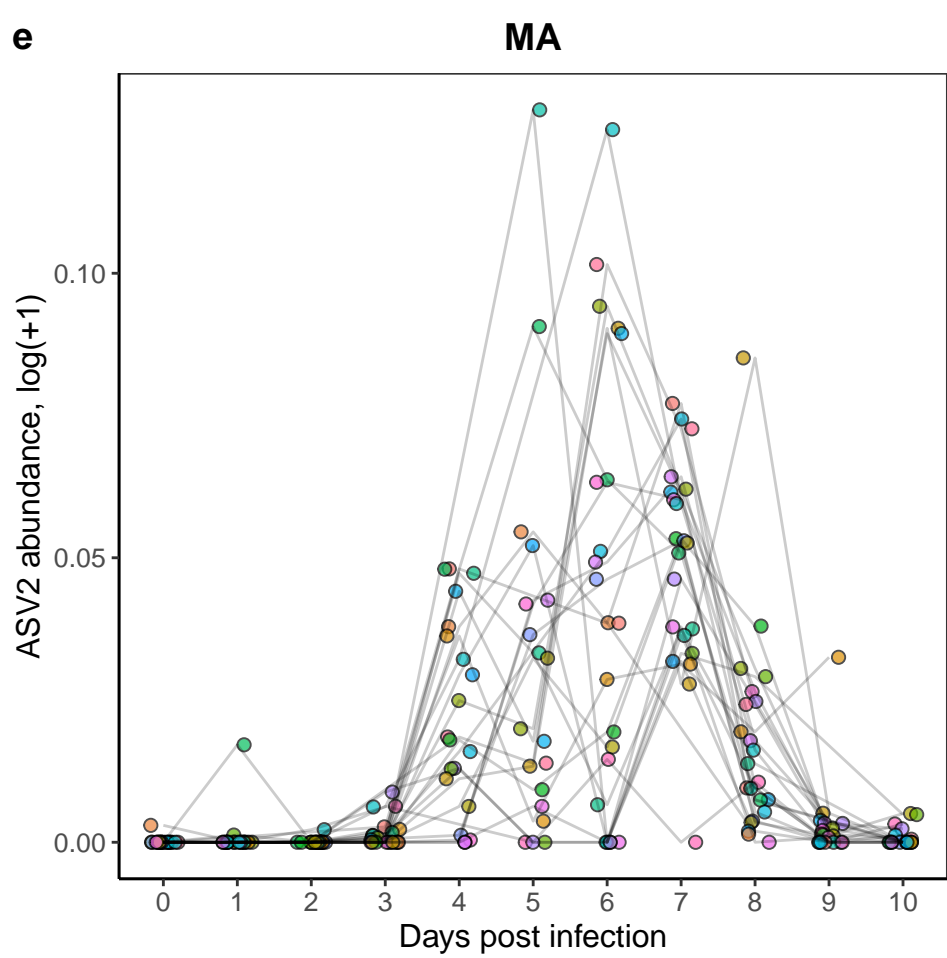 e
MA
ASV2 abundance, log(+1)
0.10
0.05
0.00
0 1 2 3 4 5 6 7 8 9 10
Days post infection